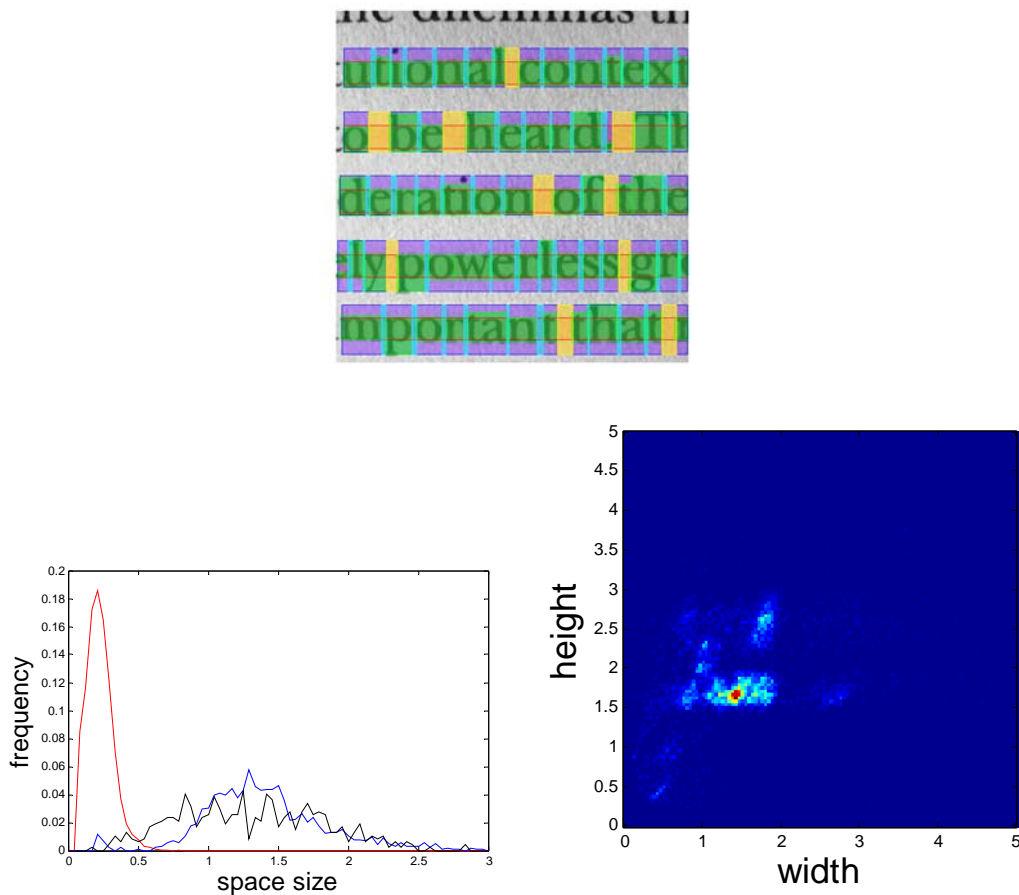 dilemmas th
utional context
o be heard. Th
deration of the
ely powerless gro
mportant that
5
4.5
4
3.5
3
2.5
2
1.5
1
0.5
0
height
0 1 2 3 4 5
width
0.2
0.18
0.16
0.14
0.12
0.1
0.08
0.06
0.04
0.02
0
frequency
0 0.5 1 1.5 2 2.5 3
space size